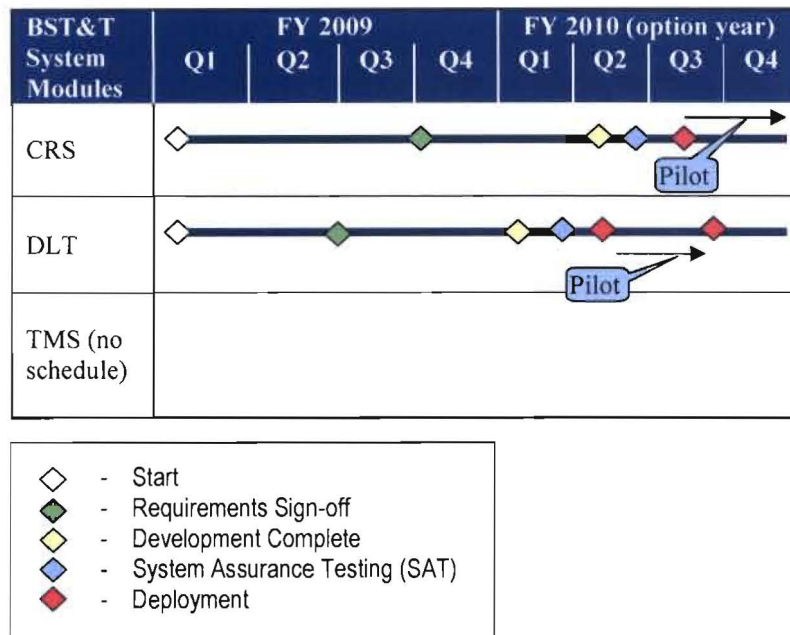 BST&T System Modules
FY 2009
FY 2010 (option year)
Q1 Q2 Q3 Q4 Q1 Q2 Q3 Q4
CRS
Pilot
DLT
Pilot
TMS (no
schedule)
- Start
- Requirements Sign-off
- Development Complete
- System Assurance Testing (SAT)
- Deployment